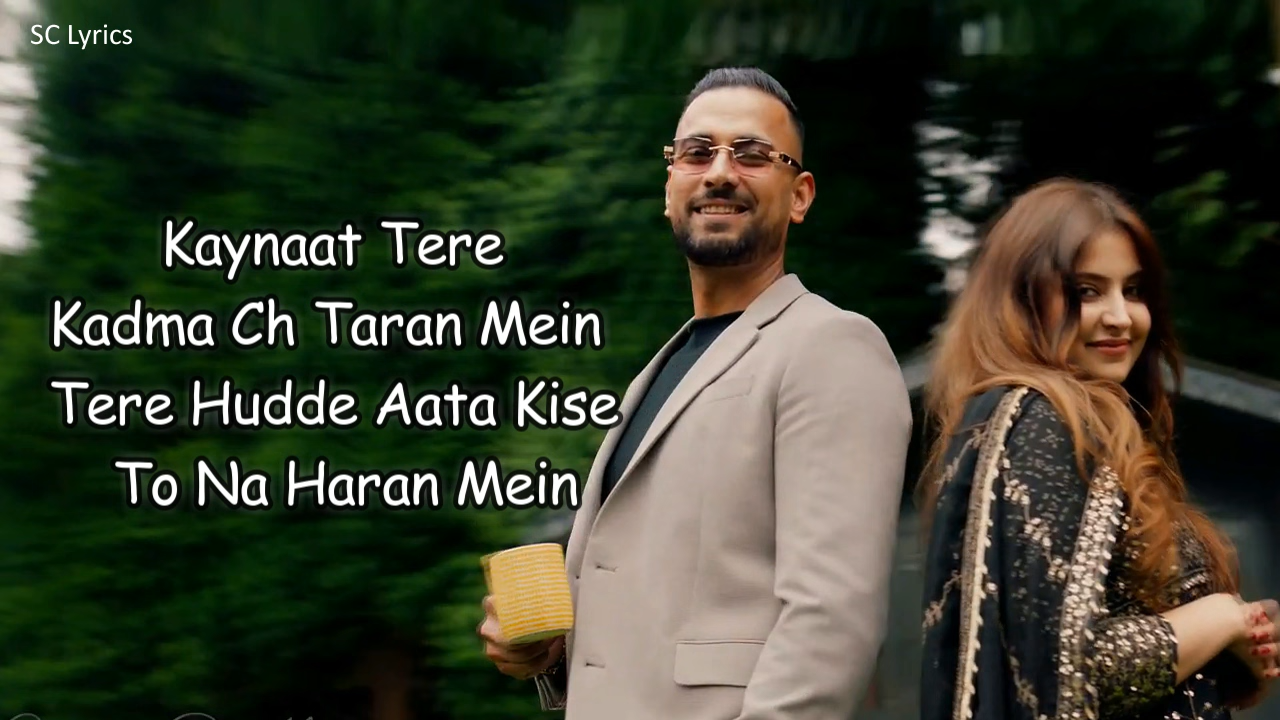 SC Lyrics
Kaynaat Tere
Kadma Ch Taran Mein
Tere Hudde Aata Kise
To Na Haran Mein